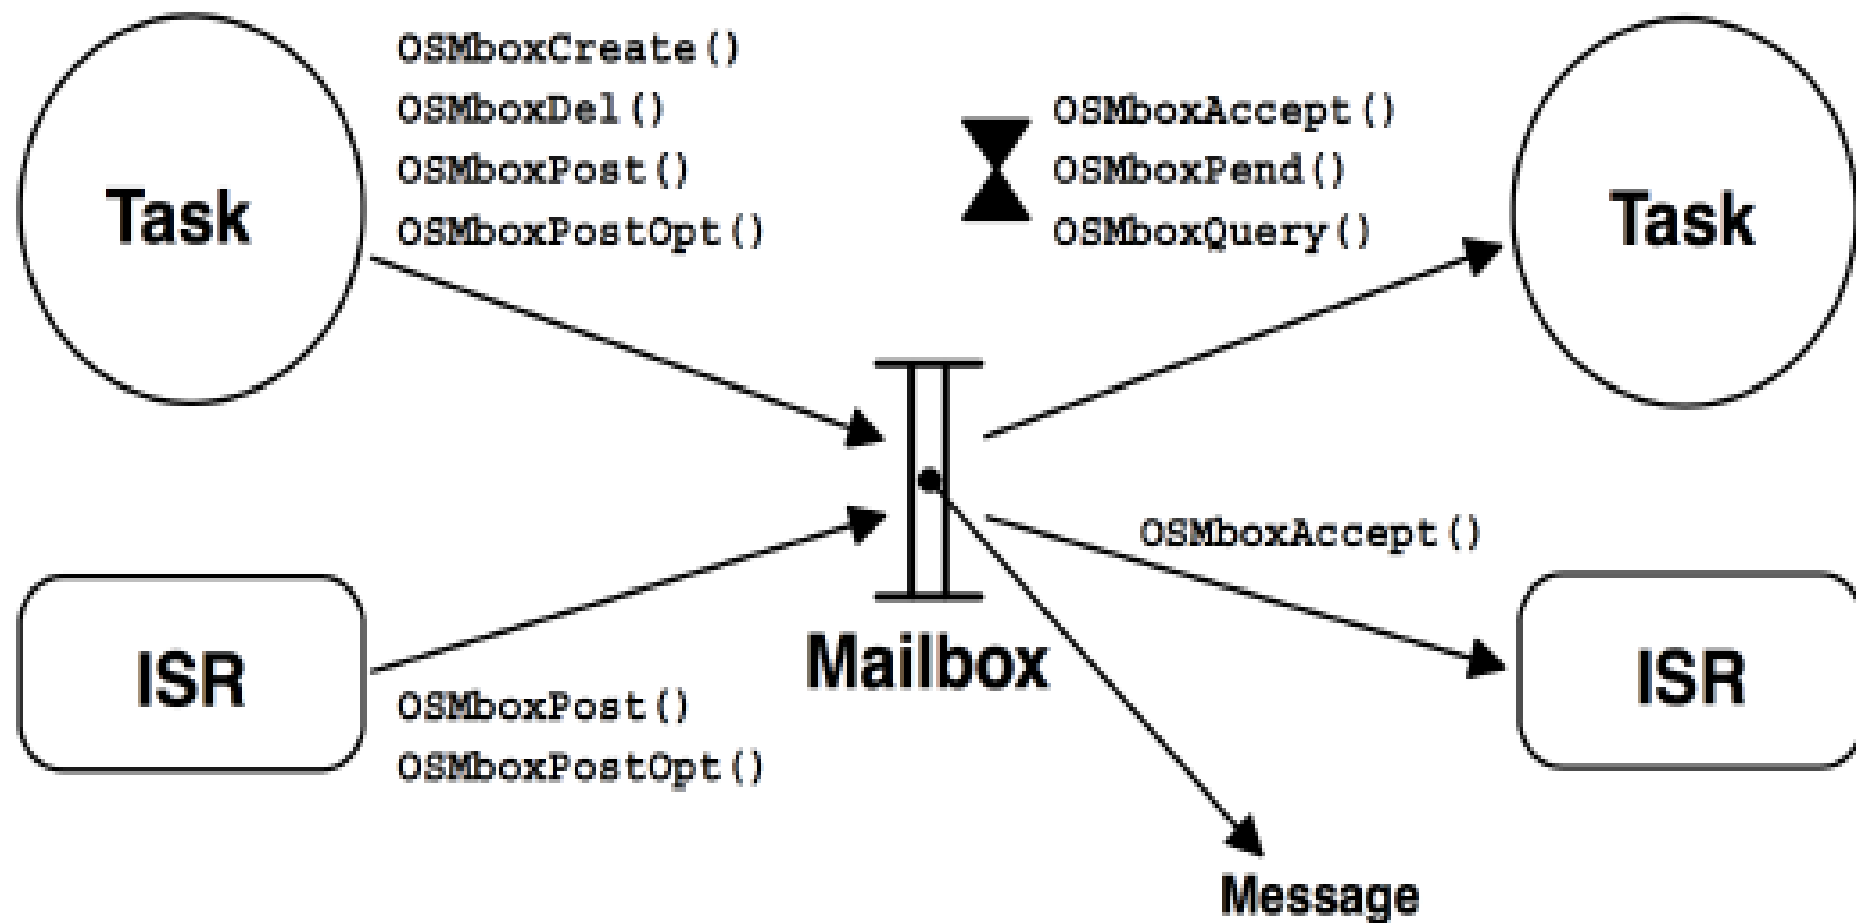 Task
OSMboxCreate()
OSMboxDel()
OSMboxPost()
OSMboxPostOpt()
OSMboxAccept()
OSMboxPend()
OSMboxQuery()
Task
ISR
OSMboxPost()
OSMboxPostOpt()
Mailbox
OSMboxAccept()
ISR
Message